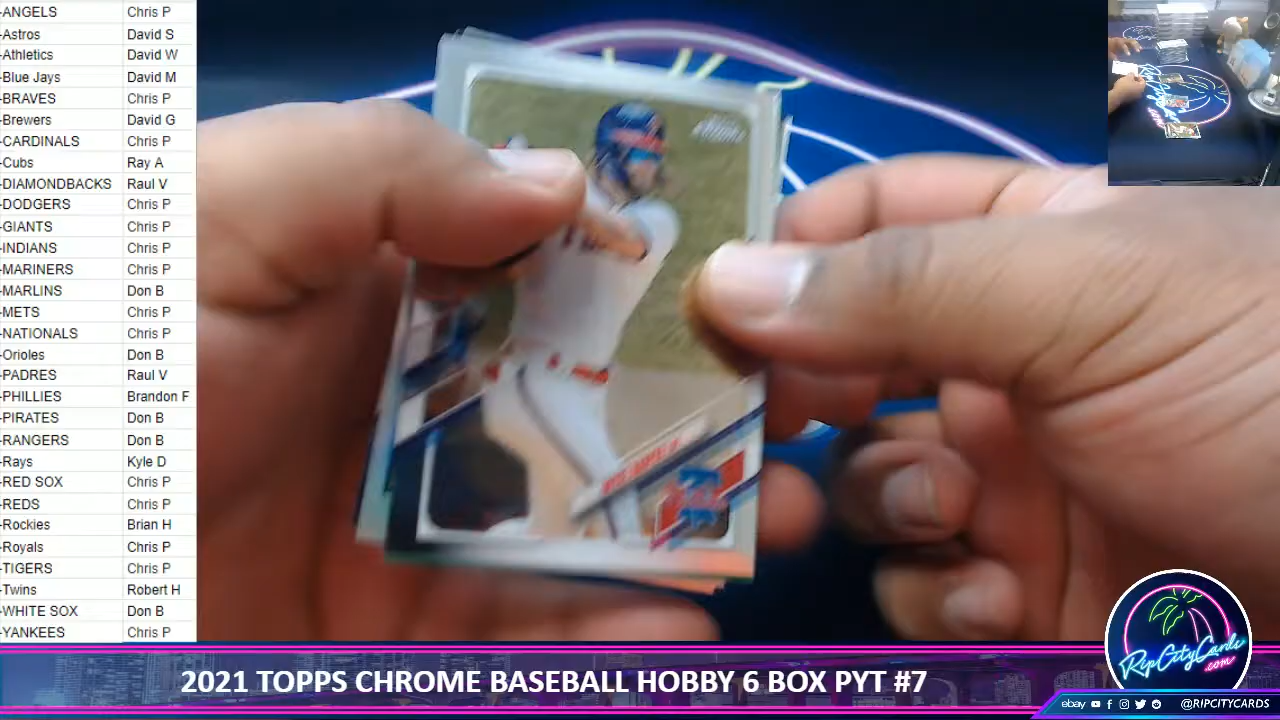 -ANGELS Chris P
-Astros David S
-Athletics David W
-Blue Jays David M
-BRAVES Chris P
-Brewers David G
-CARDINALS Chris P
-Cubs Ray A
-DIAMONDBACKS Raul V
-DODGERS Chris P
-GIANTS Chris P
-INDIANS Chris P
-MARINERS Chris P
-MARLINS Don B
-METS Chris P
-NATIONALS Chris P
-Orioles Don B
-PADRES Raul V
-PHILLIES Brandon F
-PIRATES Don B
-RANGERS Don B
-Rays Kyle D
-RED SOX Chris P
-REDS Chris P
-Rockies Brian H
-Royals Chris P
-TIGERS Chris P
-Twins Robert H
-WHITE SOX Don B
-YANKEES Chris P
RipCityCards
.com
2021 TOPPS CHROME BASEBALL HOBBY 6 BOX PYT #7
ebay @RIPCITYCARDS